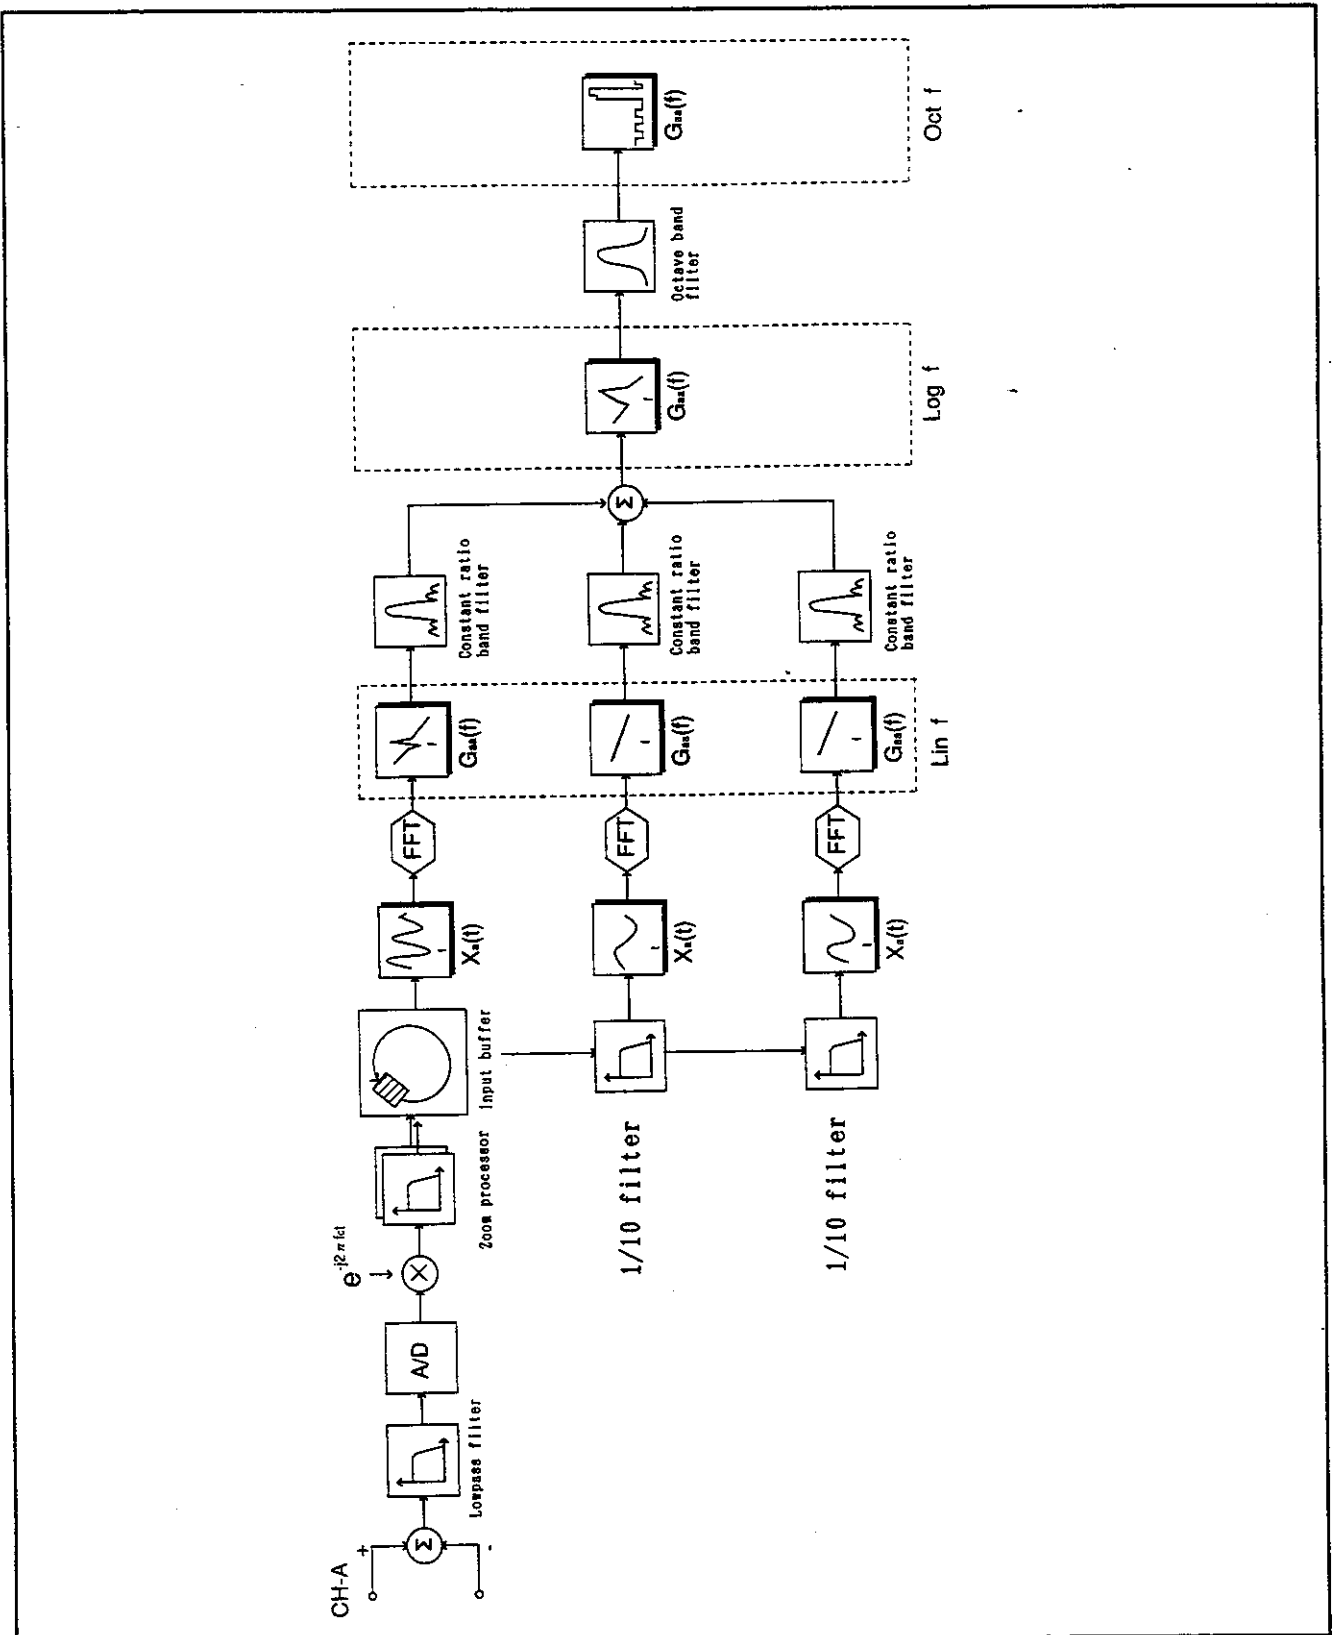 CH-A
+
-
Σ
Lowpass filter
A/D
e-j2πfct
X
Zoom processor
Input buffer
Xa(t)
FFT
Gaa(f)
Constant ratio
band filter
1/10 filter
Xa(t)
FFT
Gaa(f)
Constant ratio
band filter
1/10 filter
Xa(t)
FFT
Gaa(f)
Constant ratio
band filter
Lin f
Σ
Gaa(f)
Log f
Octave band
filter
Gaa(f)
Oct f